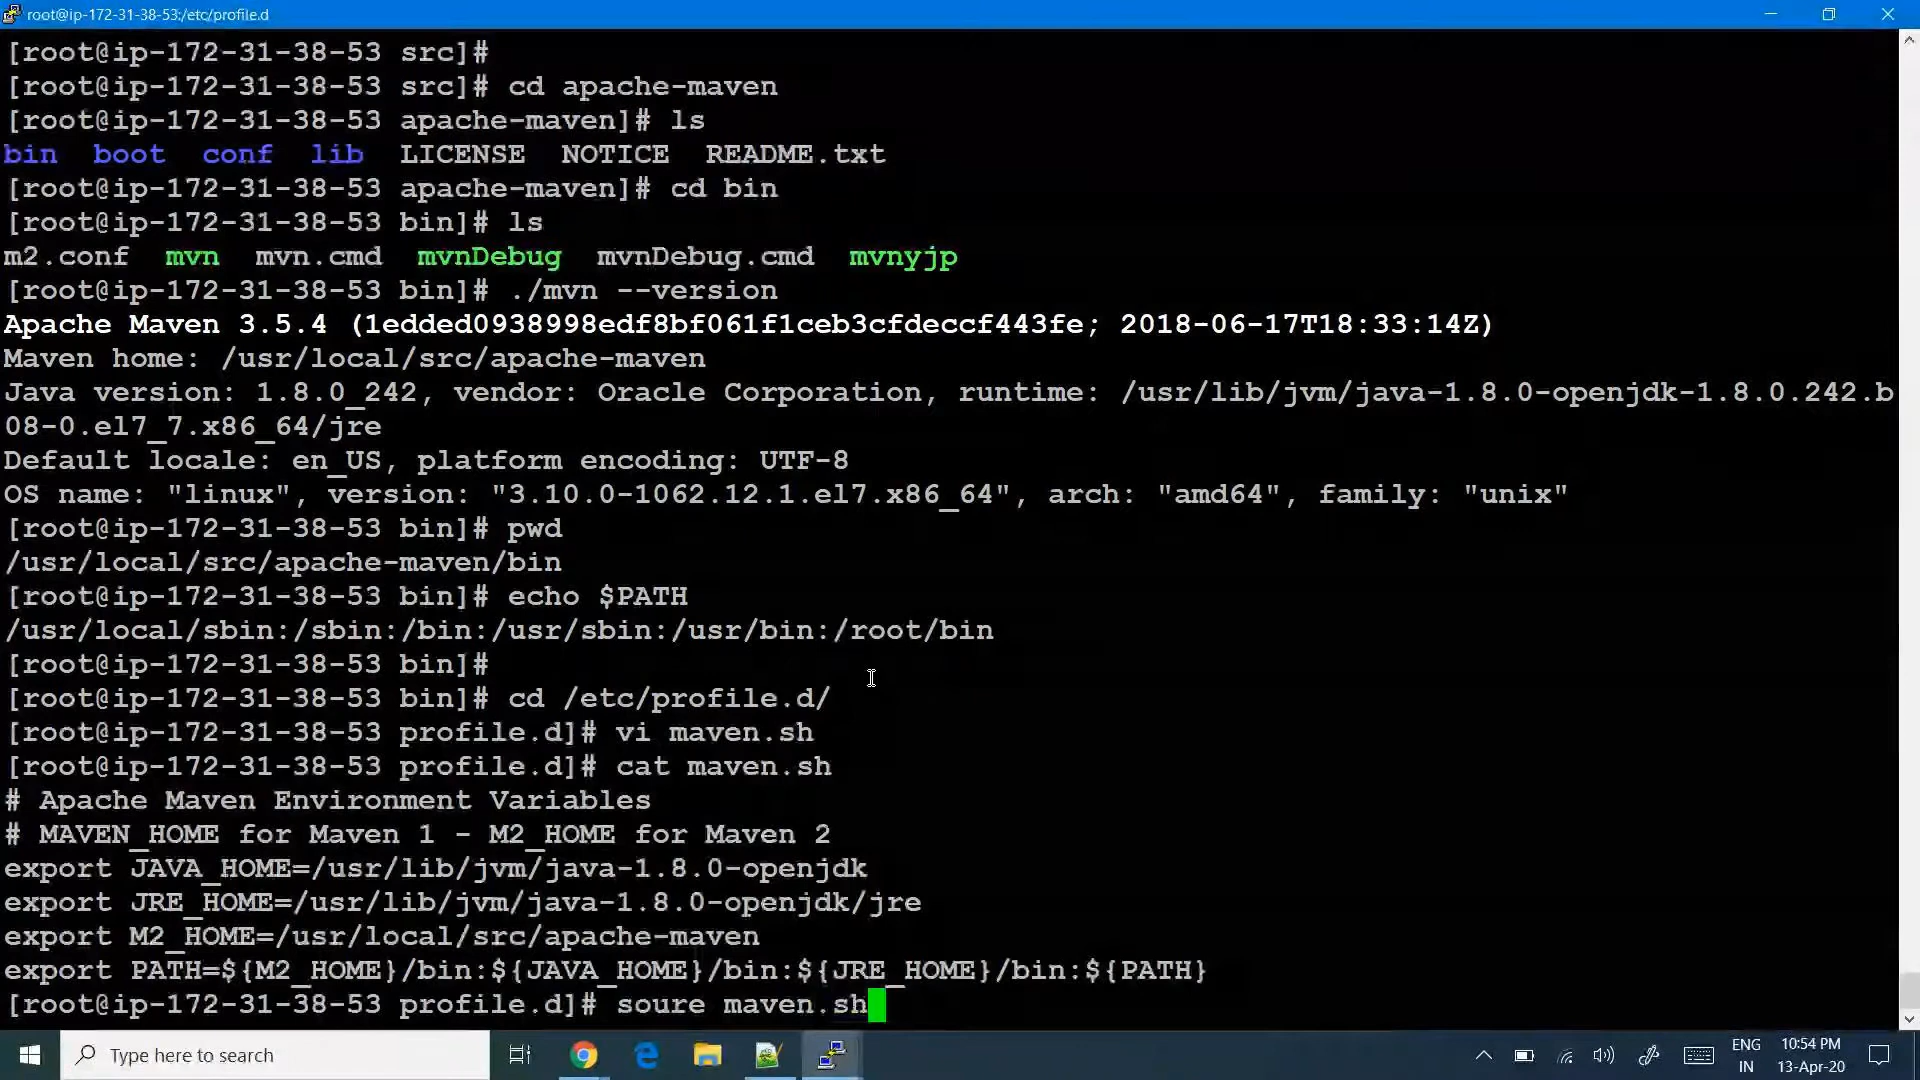 root@ip-172-31-38-53:/etc/profile.d
[root@ip-172-31-38-53 src]#
[root@ip-172-31-38-53 src]# cd apache-maven
[root@ip-172-31-38-53 apache-maven]# ls
bin  boot  conf  lib  LICENSE  NOTICE  README.txt
[root@ip-172-31-38-53 apache-maven]# cd bin
[root@ip-172-31-38-53 bin]# ls
m2.conf  mvn  mvn.cmd  mvnDebug  mvnDebug.cmd  mvnyjp
[root@ip-172-31-38-53 bin]# ./mvn --version
Apache Maven 3.5.4 (1edded0938998edf8bf061f1ceb3cfdeccf443fe; 2018-06-17T18:33:14Z)
Maven home: /usr/local/src/apache-maven
Java version: 1.8.0_242, vendor: Oracle Corporation, runtime: /usr/lib/jvm/java-1.8.0-openjdk-1.8.0.242.b
08-0.el7_7.x86_64/jre
Default locale: en_US, platform encoding: UTF-8
OS name: "linux", version: "3.10.0-1062.12.1.el7.x86_64", arch: "amd64", family: "unix"
[root@ip-172-31-38-53 bin]# pwd
/usr/local/src/apache-maven/bin
[root@ip-172-31-38-53 bin]# echo $PATH
/usr/local/sbin:/sbin:/bin:/usr/sbin:/usr/bin:/root/bin
[root@ip-172-31-38-53 bin]#
[root@ip-172-31-38-53 bin]# cd /etc/profile.d/
[root@ip-172-31-38-53 profile.d]# vi maven.sh
[root@ip-172-31-38-53 profile.d]# cat maven.sh
# Apache Maven Environment Variables
# MAVEN_HOME for Maven 1 - M2_HOME for Maven 2
export JAVA_HOME=/usr/lib/jvm/java-1.8.0-openjdk
export JRE_HOME=/usr/lib/jvm/java-1.8.0-openjdk/jre
export M2_HOME=/usr/local/src/apache-maven
export PATH=${M2_HOME}/bin:${JAVA_HOME}/bin:${JRE_HOME}/bin:${PATH}
[root@ip-172-31-38-53 profile.d]# soure maven.sh
Type here to search
ENG
IN
10:54 PM
13-Apr-20